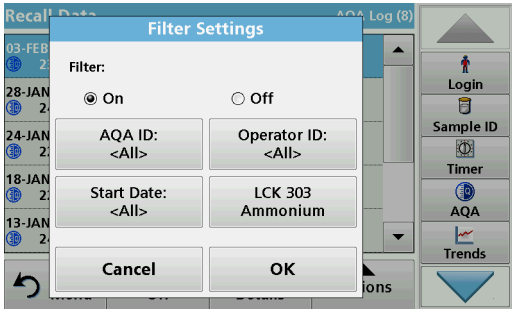 Recall Data
AQA Log (8)
Filter Settings
03-FEB
Filter:
On
Off
28-JAN
24-JAN
AQA ID:
<All>
Operator ID:
<All>
18-JAN
Start Date:
<All>
LCK 303
Ammonium
13-JAN
Cancel
OK
Login
Sample ID
Timer
AQA
Trends